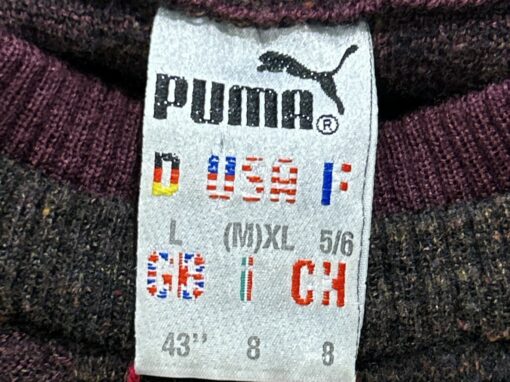 PUMA®
D USA F
L (M)XL 5/6
GB I CH
43" 8 8